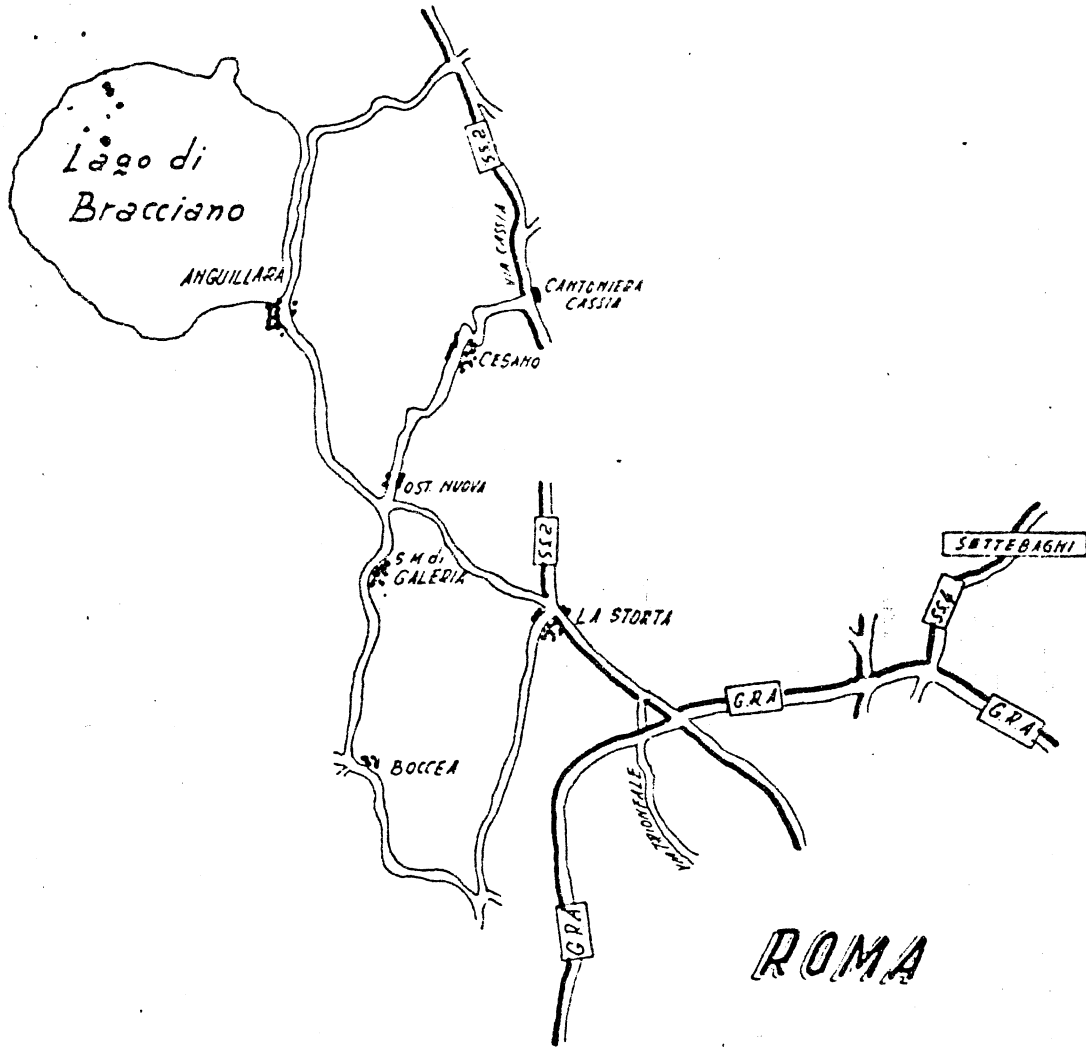 Lago di
Bracciano
SS.2
VIA CASSIA
ANGUILLARA
CANTONIERA
CASSIA
CESANO
OST. NUOVA
SS.2
SETTEBAGNI
S M di
GALERIA
SS.4
LA STORTA
G.R.A
G.R.A
BOCCEA
VIA TRIONFALE
G.R.A
ROMA